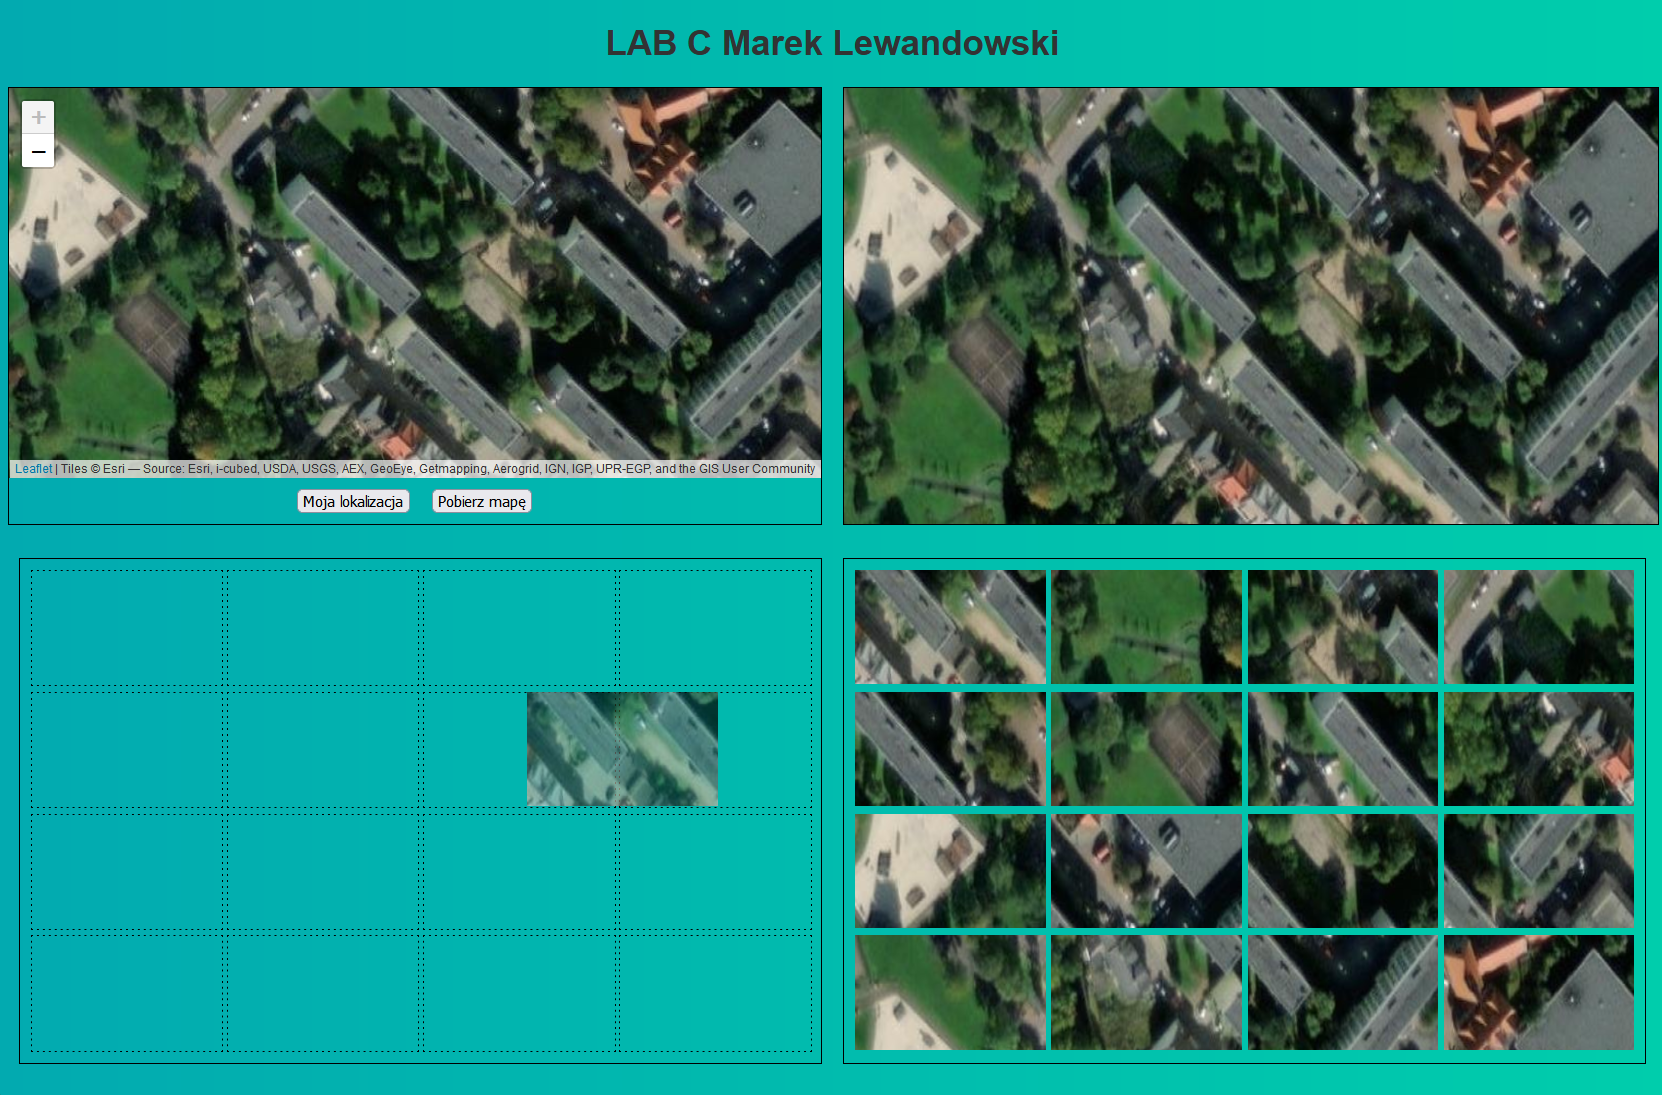 LAB C Marek Lewandowski
+
−
Leaflet | Tiles © Esri — Source: Esri, i-cubed, USDA, USGS, AEX, GeoEye, Getmapping, Aerogrid, IGN, IGP, UPR-EGP, and the GIS User Community
Moja lokalizacja
Pobierz mapę